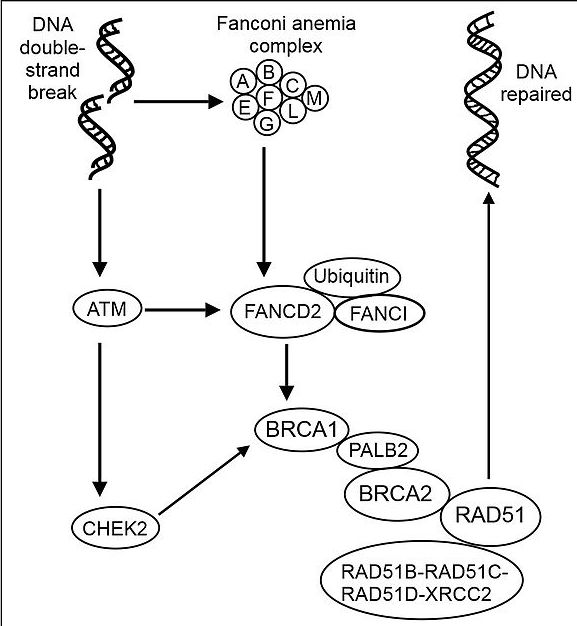 DNA
double-
strand
break
Fanconi anemia
complex
A
B
C
E
F
M
G
L
DNA
repaired
Ubiquitin
ATM
FANCD2
FANCI
BRCA1
PALB2
BRCA2
CHEK2
RAD51
RAD51B-RAD51C-
RAD51D-XRCC2